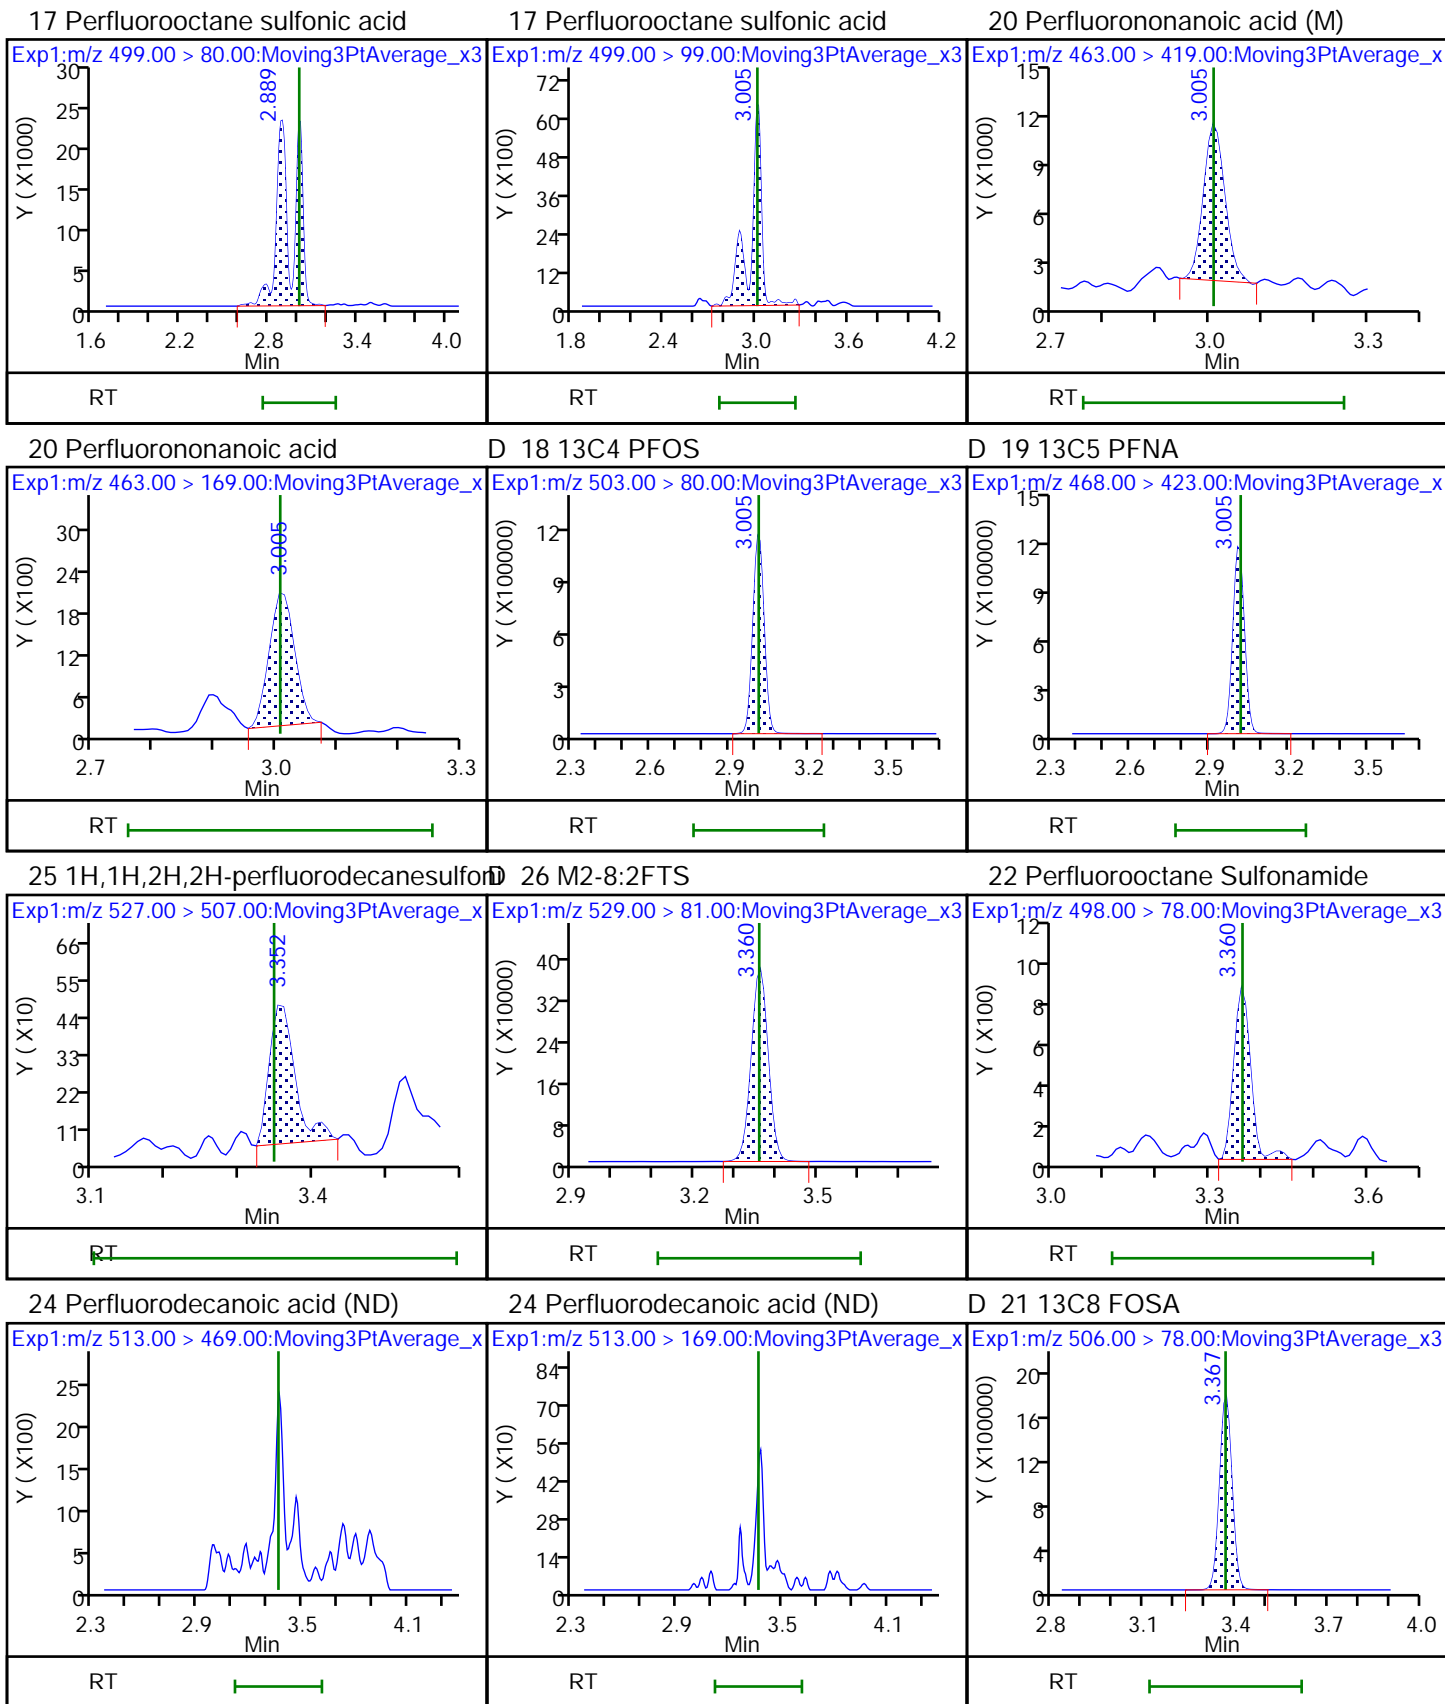 17 Perfluorooctane sulfonic acid
Exp1:m/z 499.00 > 80.00:Moving3PtAverage_x3
Y ( X1000)
30
25
20
15
10
5
0
2.889
1.6 2.2 2.8 3.4 4.0
Min
RT
17 Perfluorooctane sulfonic acid
Exp1:m/z 499.00 > 99.00:Moving3PtAverage_x3
Y ( X100)
72
60
48
36
24
12
0
3.005
1.8 2.4 3.0 3.6 4.2
Min
RT
20 Perfluorononanoic acid (M)
Exp1:m/z 463.00 > 419.00:Moving3PtAverage_x
Y ( X1000)
15
12
9
6
3
0
3.005
2.7 3.0 3.3
Min
RT
20 Perfluorononanoic acid
Exp1:m/z 463.00 > 169.00:Moving3PtAverage_x
Y ( X100)
30
24
18
12
6
0
3.005
2.7 3.0 3.3
Min
RT
D 18 13C4 PFOS
Exp1:m/z 503.00 > 80.00:Moving3PtAverage_x3
Y ( X100000)
12
9
6
3
0
3.005
2.3 2.6 2.9 3.2 3.5
Min
RT
D 19 13C5 PFNA
Exp1:m/z 468.00 > 423.00:Moving3PtAverage_x
Y ( X100000)
15
12
9
6
3
0
3.005
2.3 2.6 2.9 3.2 3.5
Min
RT
25 1H,1H,2H,2H-perfluorodecanesulfoni
Exp1:m/z 527.00 > 507.00:Moving3PtAverage_x
Y ( X10)
66
55
44
33
22
11
0
3.352
3.1 3.4
Min
RT
D 26 M2-8:2FTS
Exp1:m/z 529.00 > 81.00:Moving3PtAverage_x3
Y ( X10000)
40
32
24
16
8
0
3.360
2.9 3.2 3.5
Min
RT
22 Perfluorooctane Sulfonamide
Exp1:m/z 498.00 > 78.00:Moving3PtAverage_x3
Y ( X100)
12
10
8
6
4
2
0
3.360
3.0 3.3 3.6
Min
RT
24 Perfluorodecanoic acid (ND)
Exp1:m/z 513.00 > 469.00:Moving3PtAverage_x
Y ( X100)
25
20
15
10
5
0
2.3 2.9 3.5 4.1
Min
RT
24 Perfluorodecanoic acid (ND)
Exp1:m/z 513.00 > 169.00:Moving3PtAverage_x
Y ( X10)
84
70
56
42
28
14
0
2.3 2.9 3.5 4.1
Min
RT
D 21 13C8 FOSA
Exp1:m/z 506.00 > 78.00:Moving3PtAverage_x3
Y ( X100000)
20
16
12
8
4
0
3.367
2.8 3.1 3.4 3.7 4.0
Min
RT